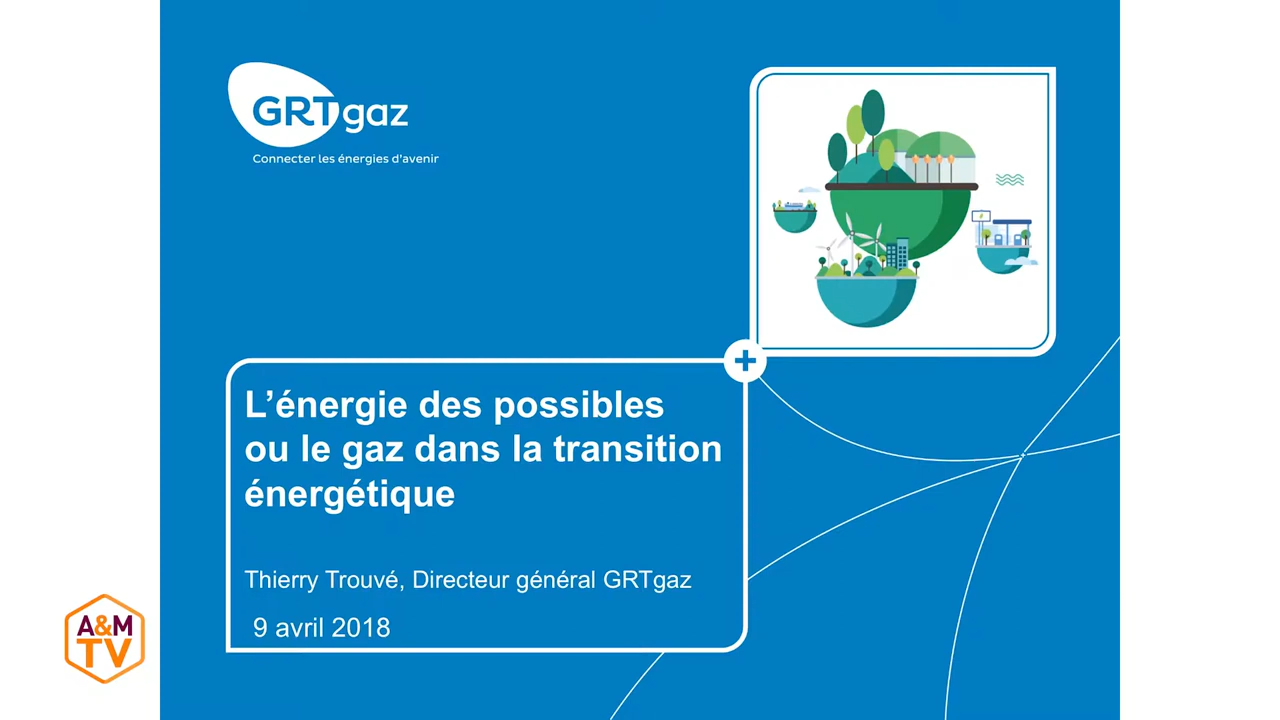 GRTgaz
Connecter les énergies d'avenir
L’énergie des possibles
ou le gaz dans la transition
énergétique
Thierry Trouvé, Directeur général GRTgaz
9 avril 2018
A&M
TV